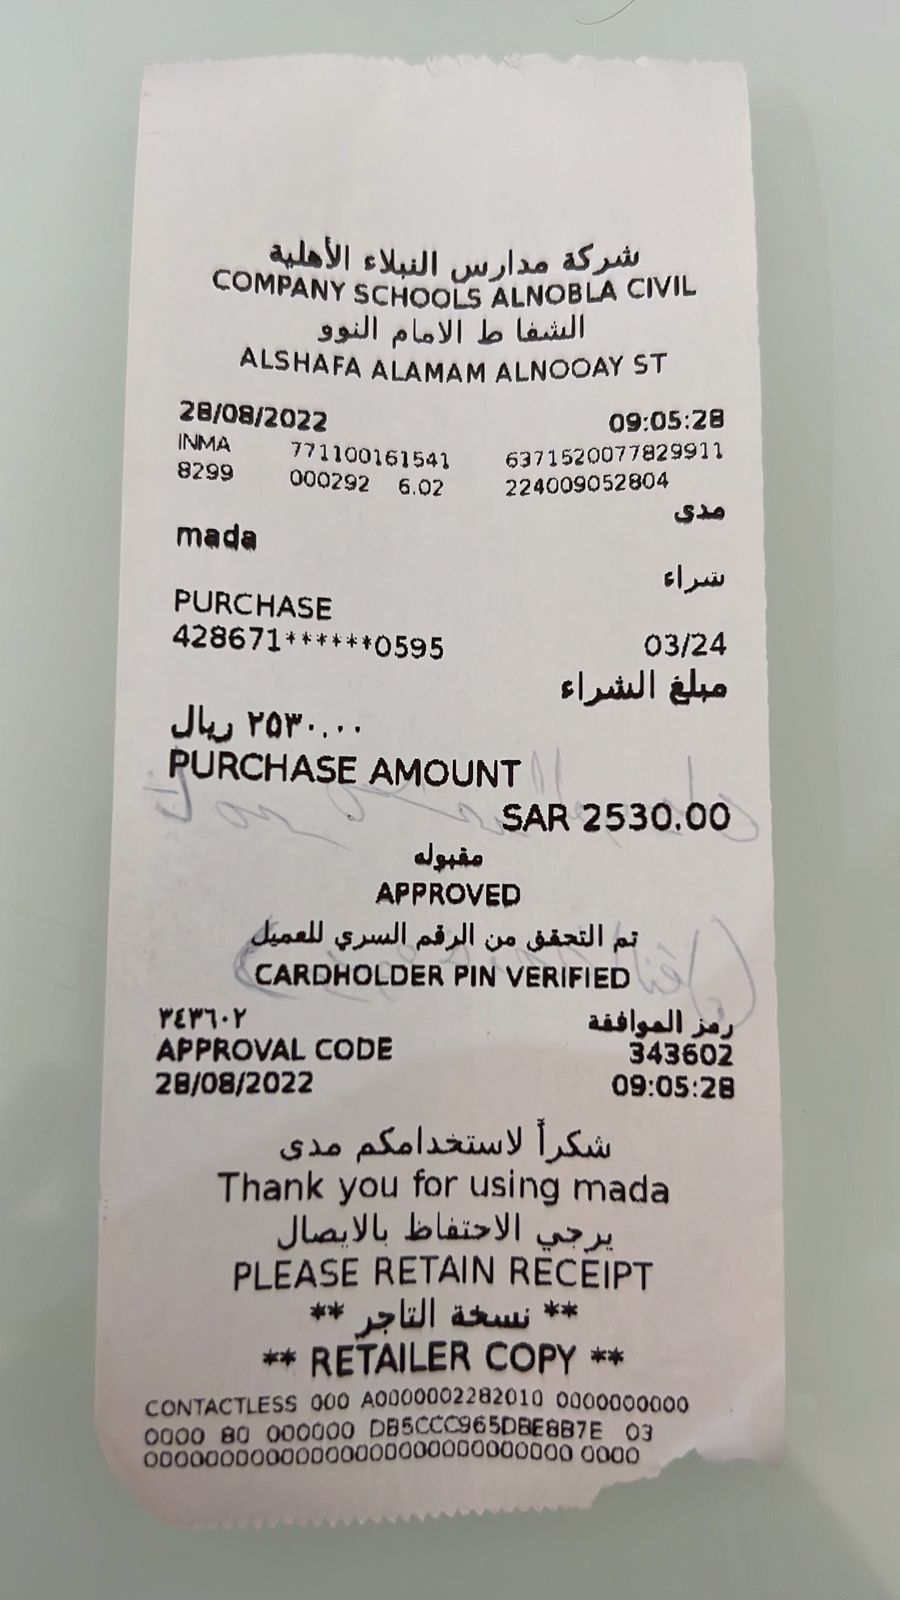 شركة مدارس النبلاء الأهلية
COMPANY SCHOOLS ALNOBLA CIVIL
الشفا ط الامام النوو
ALSHAFA ALAMAM ALNOOAY ST
28/08/2022 09:05:28
INMA 771100161541 6371520077829911
8299 000292 6.02 224009052804
مدى
mada
شراء
PURCHASE
428671******0595 03/24
مبلغ الشراء
٢٥٣٠.٠٠ ريال
PURCHASE AMOUNT
SAR 2530.00
مقبوله
APPROVED
تم التحقق من الرقم السري للعميل
CARDHOLDER PIN VERIFIED
رمز الموافقة ٣٤٣٦٠٢
APPROVAL CODE 343602
28/08/2022 09:05:28
شكراً لاستخدامكم مدى
Thank you for using mada
يرجي الاحتفاظ بالايصال
PLEASE RETAIN RECEIPT
** نسخة التاجر **
** RETAILER COPY **
CONTACTLESS 000 A0000002282010 0000000000
0000 80 000000 DB5CCC965DBE8B7E 03
0000000000000000000000000000000 0000